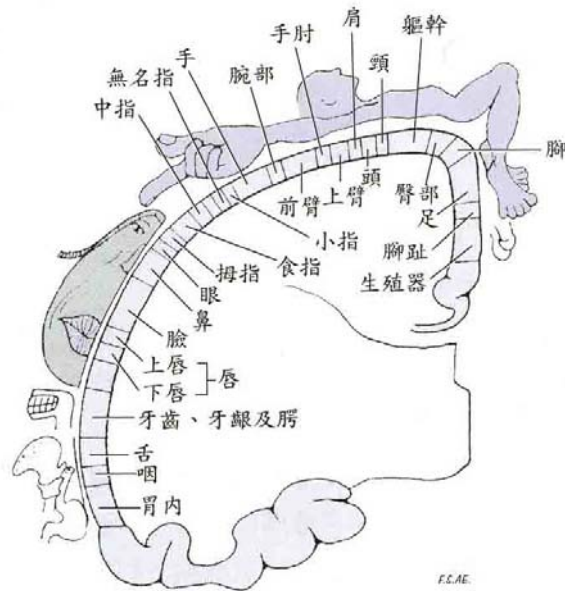 肩
手肘
軀幹
手
頸
無名指
腕部
中指
腳
前臂
上臂
頭
臀部
足
小指
腳趾
食指
拇指
生殖器
眼
鼻
臉
上唇
唇
下唇
牙齒、牙齦及腭
舌
咽
胃內
F.S.AE.